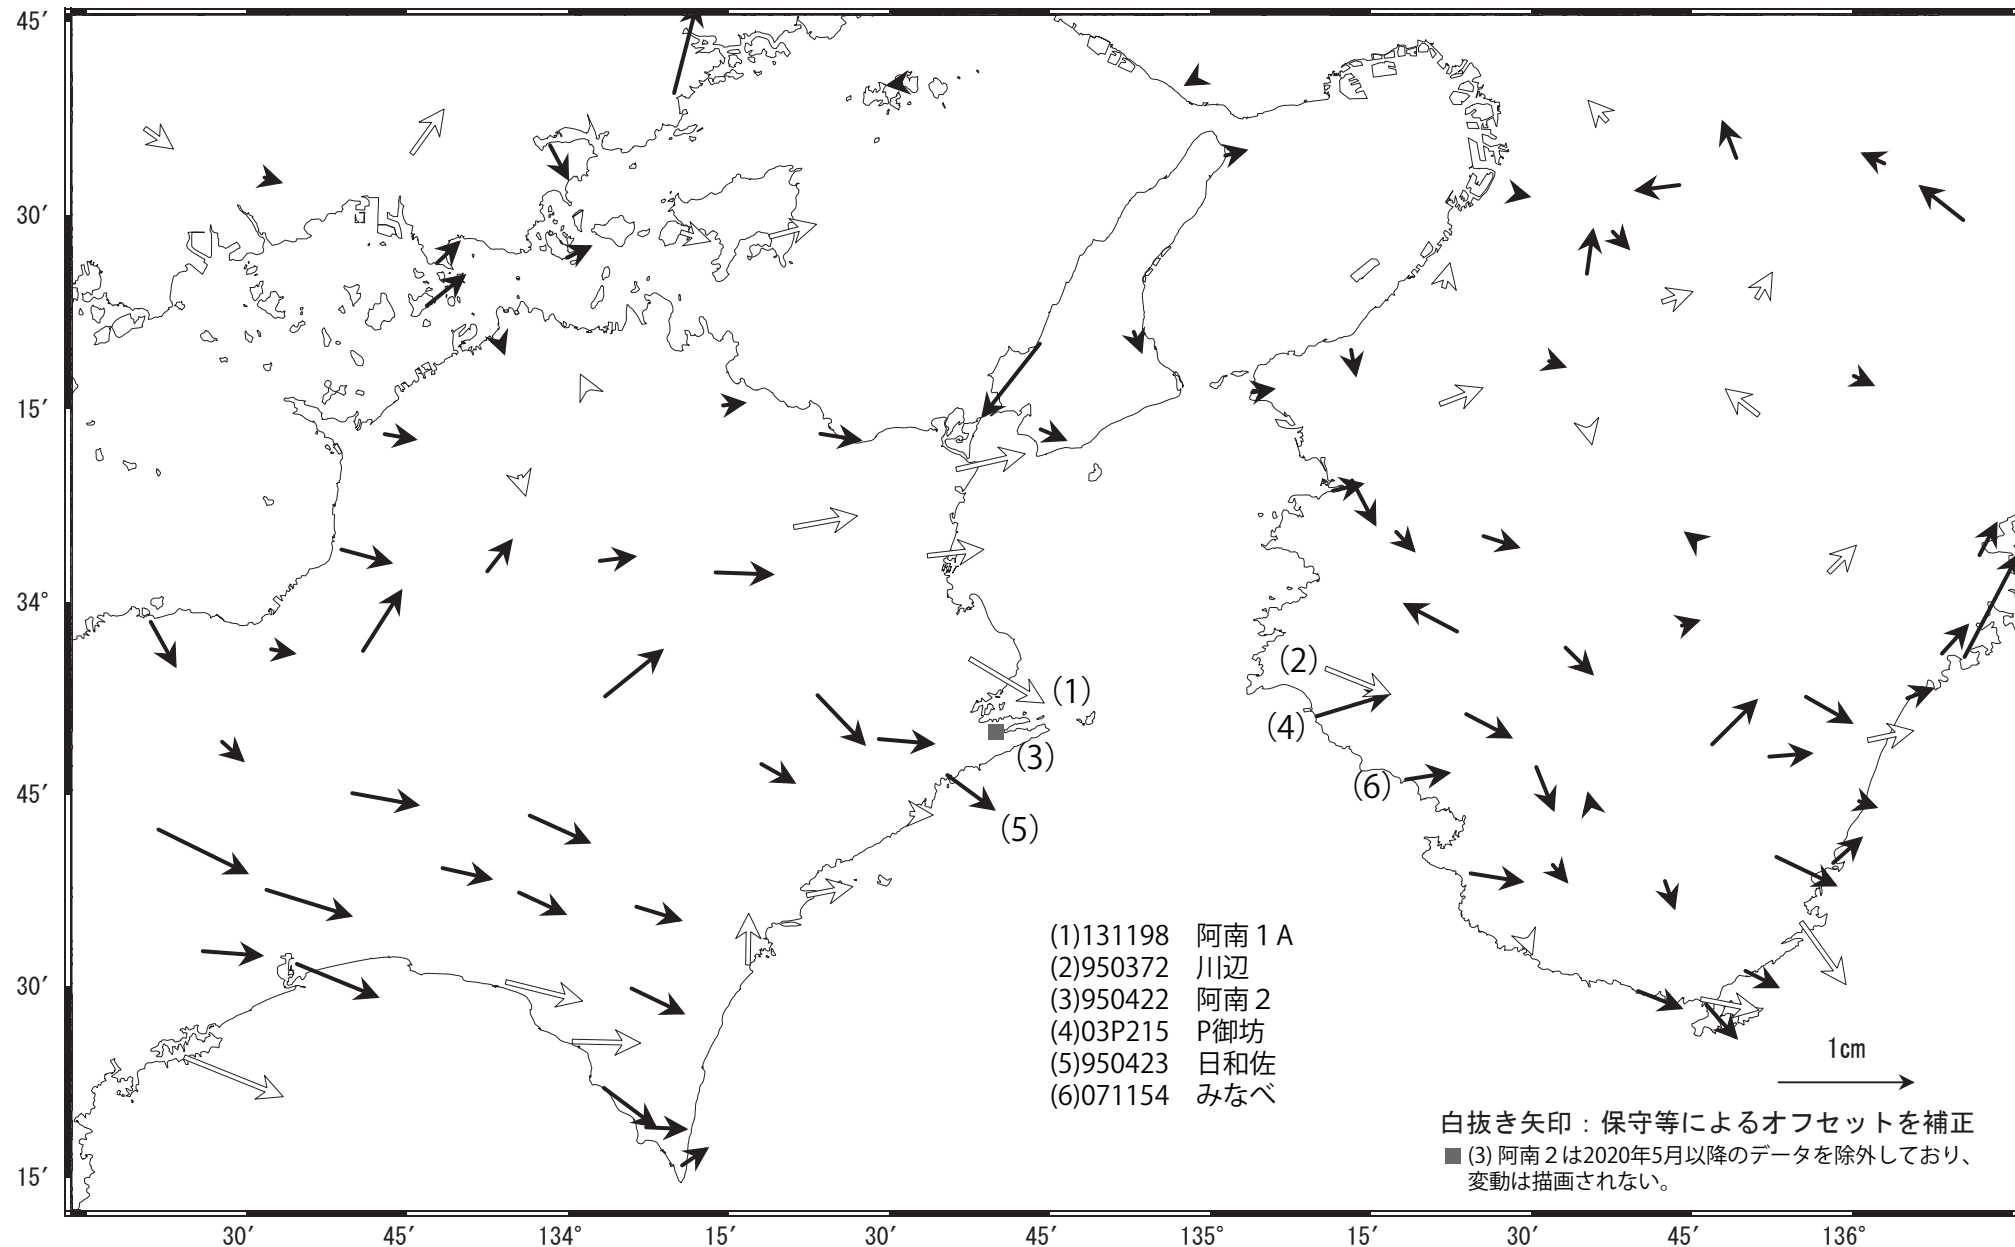 45′
30′
15′
34°
45′
30′
15′
(2)
(1)
(4)
(3)
(6)
(5)
(1)131198 阿南１A
(2)950372 川辺
(3)950422 阿南２
(4)03P215 P御坊
(5)950423 日和佐
(6)071154 みなべ
1cm
白抜き矢印：保守等によるオフセットを補正
(3) 阿南２は2020年5月以降のデータを除外しており、
変動は描画されない。
30′ 45′ 134° 15′ 30′ 45′ 135° 15′ 30′ 45′ 136°